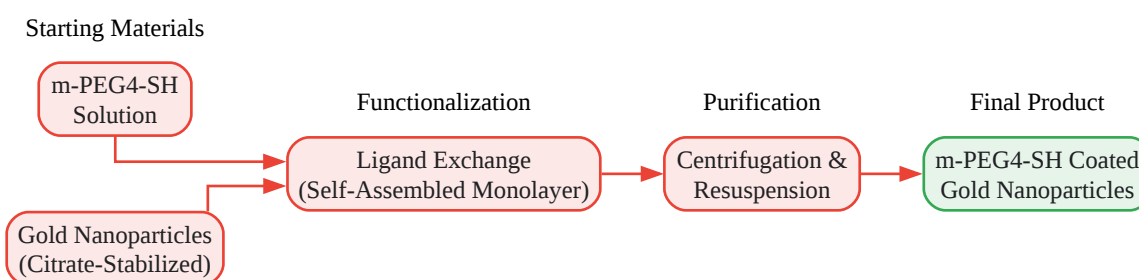 Starting Materials
m-PEG4-SH
Solution
Gold Nanoparticles
(Citrate-Stabilized)
Functionalization
Ligand Exchange
(Self-Assembled Monolayer)
Purification
Centrifugation &
Resuspension
Final Product
m-PEG4-SH Coated
Gold Nanoparticles